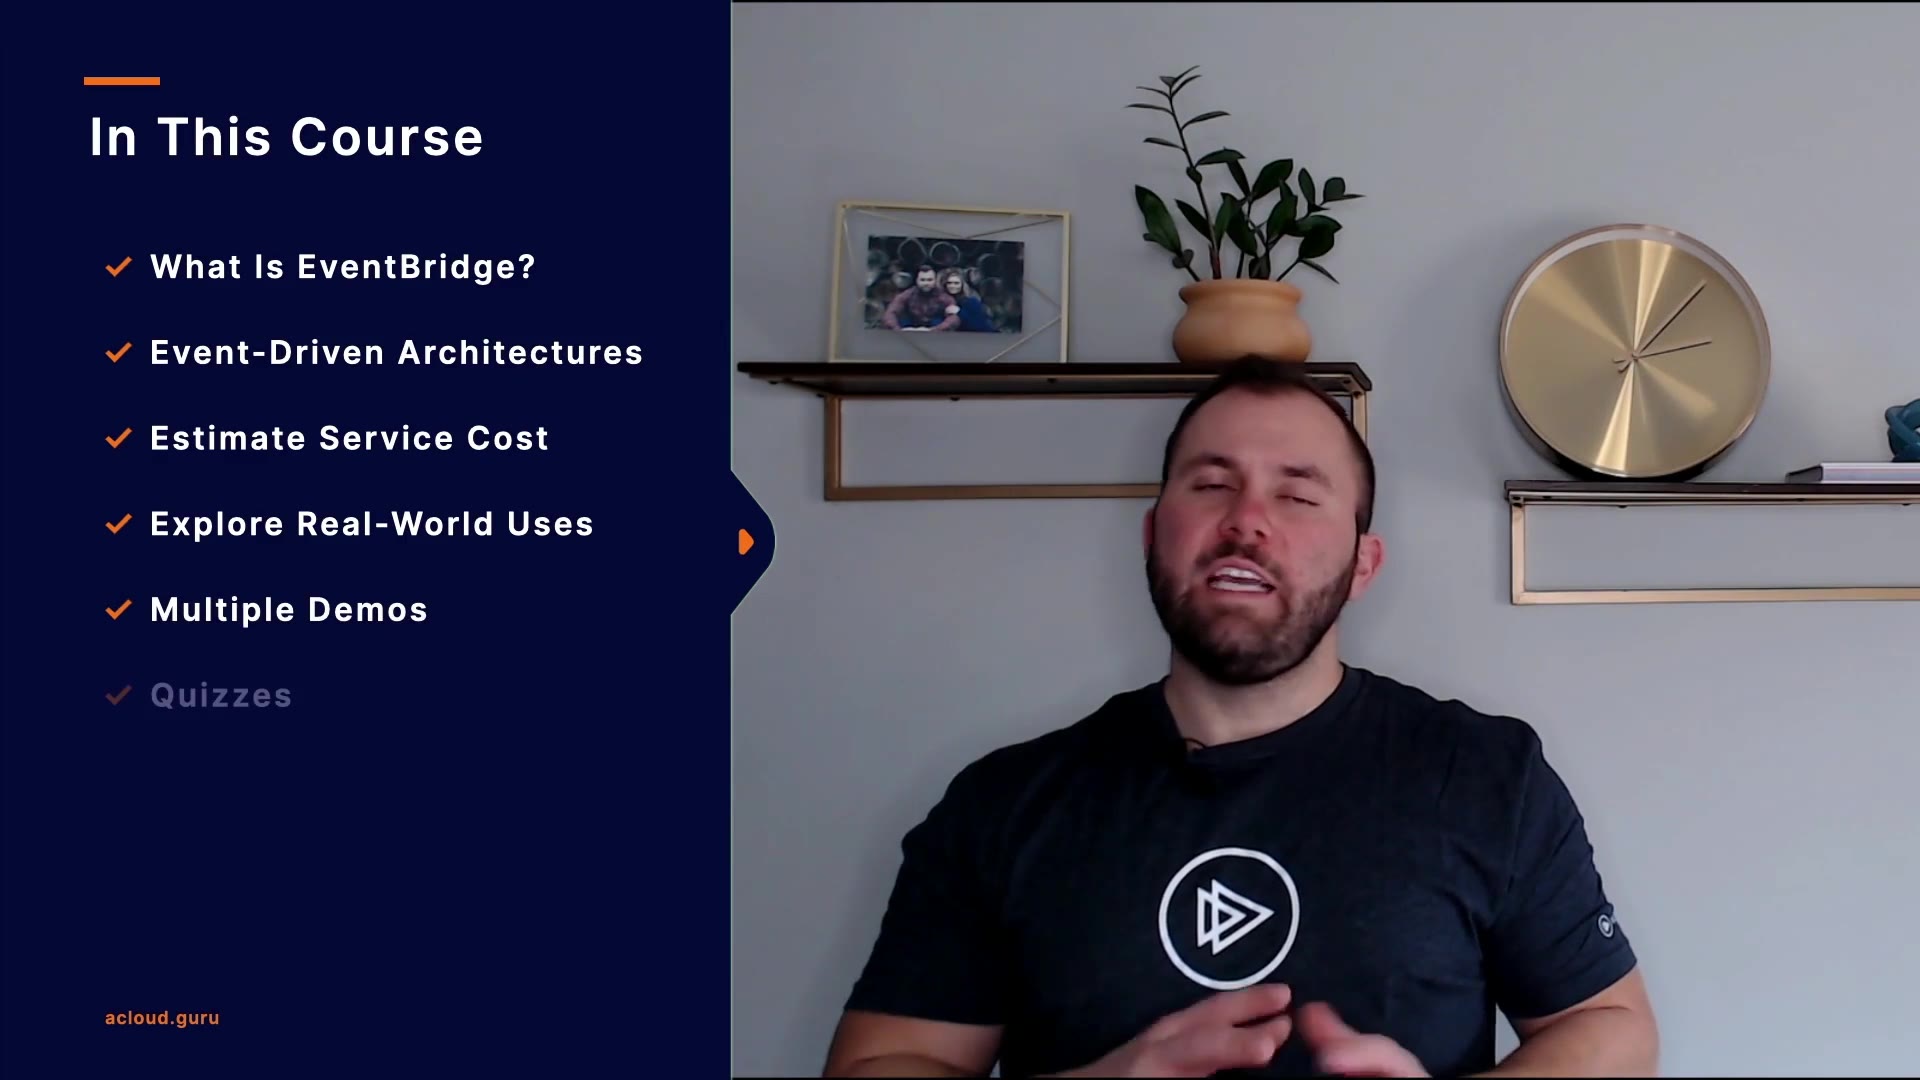 In This Course
What Is EventBridge?
Event-Driven Architectures
Estimate Service Cost
Explore Real-World Uses
Multiple Demos
Quizzes
acloud.guru